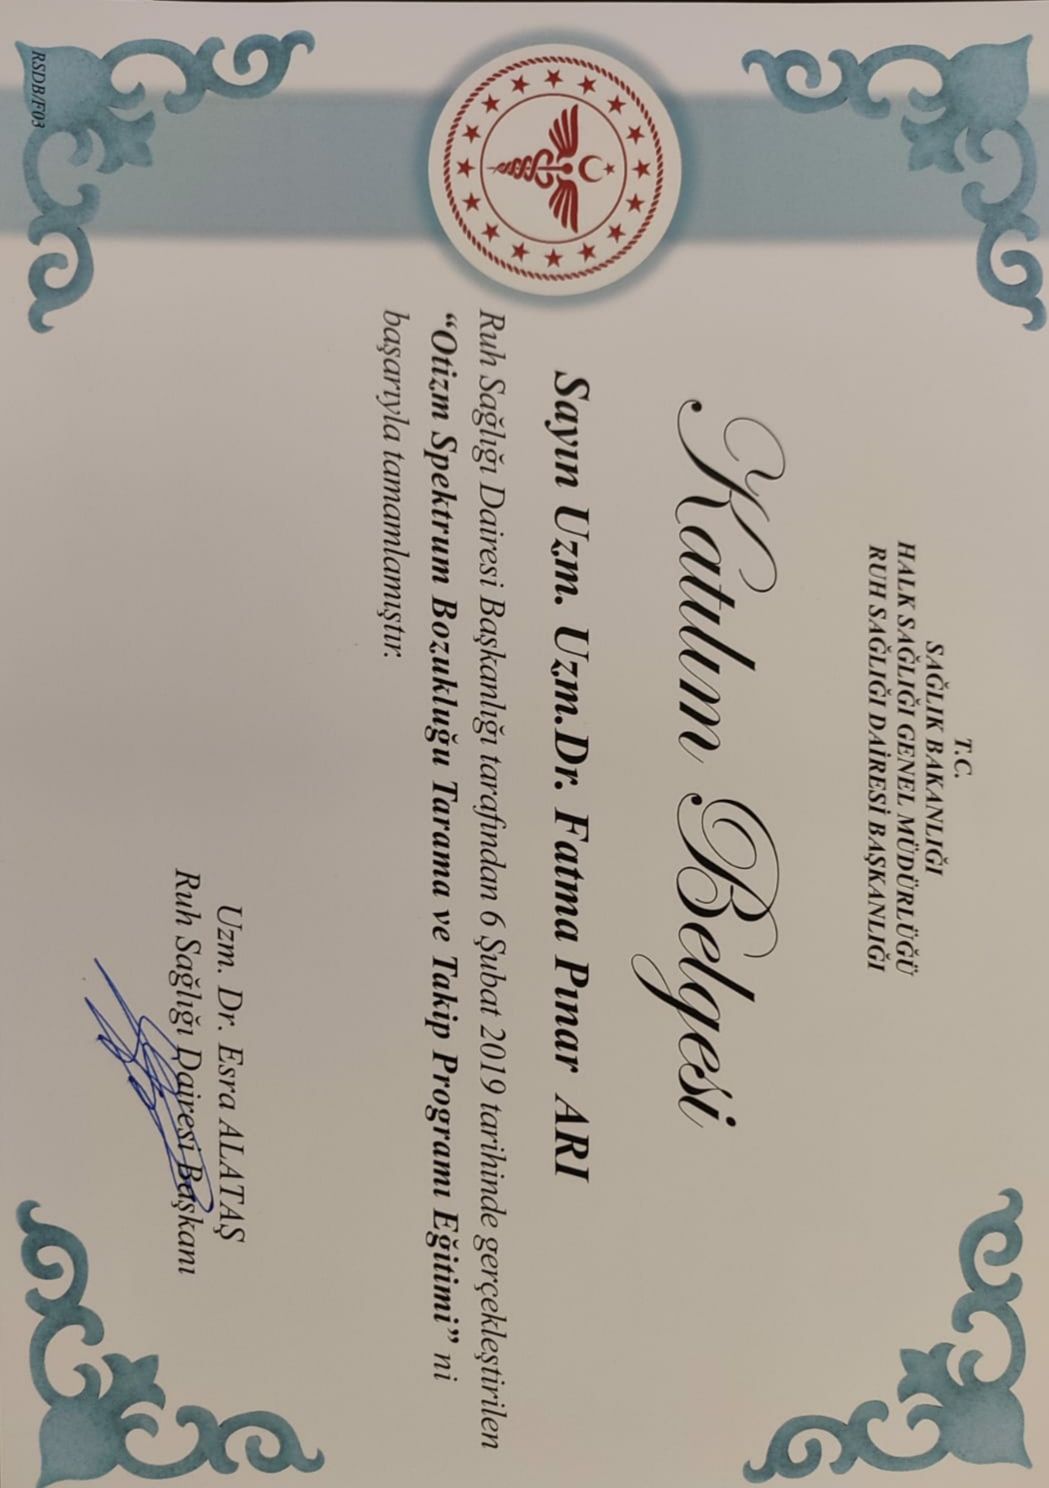 T.C.
SAĞLIK BAKANLIĞI
HALK SAĞLIĞI GENEL MÜDÜRLÜĞÜ
RUH SAĞLIĞI DAİRESİ BAŞKANLIĞI
Katılım Belgesi
Sayın Uzm. Uzm.Dr. Fatma Pınar ARI
Ruh Sağlığı Dairesi Başkanlığı tarafından 6 Şubat 2019 tarihinde gerçekleştirilen
“Otizm Spektrum Bozukluğu Tarama ve Takip Programı Eğitimi” ni
başarıyla tamamlamıştır.
Uzm. Dr. Esra ALATAŞ
Ruh Sağlığı Dairesi Başkanı
RSDB/F03